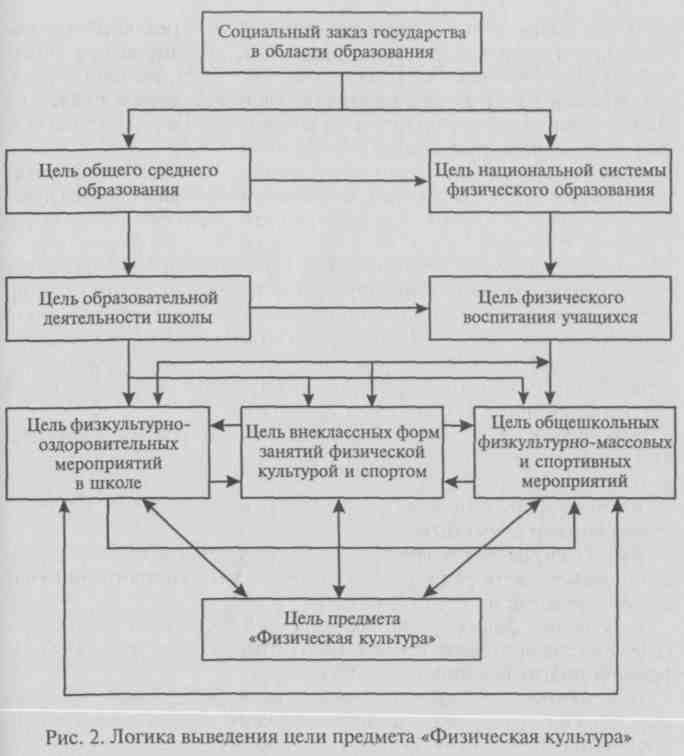 Социальный заказ государства
в области образования
Цель общего среднего
образования
Цель национальной системы
физического образования
Цель образовательной
деятельности школы
Цель физического
воспитания учащихся
Цель физкультурно-
оздоровительных
мероприятий
в школе
Цель внеклассных форм
занятий физической
культурой и спортом
Цель общешкольных
физкультурно-массовых
и спортивных
мероприятий
Цель предмета
«Физическая культура»
Рис. 2. Логика выведения цели предмета «Физическая культура»